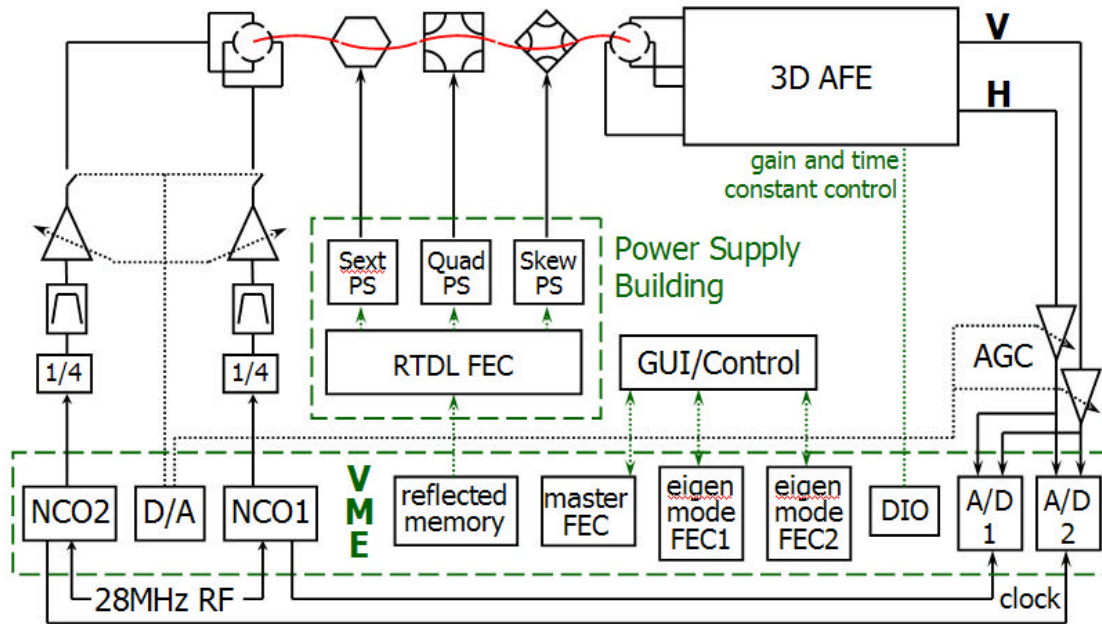 V
3D AFE
H
gain and time
constant control
Sext
PS
Quad
PS
Skew
PS
Power Supply
Building
1/4
1/4
RTDL FEC
GUI/Control
AGC
VME
NCO2
D/A
NCO1
reflected
memory
master
FEC
eigen
mode
FEC1
eigen
mode
FEC2
DIO
A/D
1
A/D
2
28MHz RF
clock